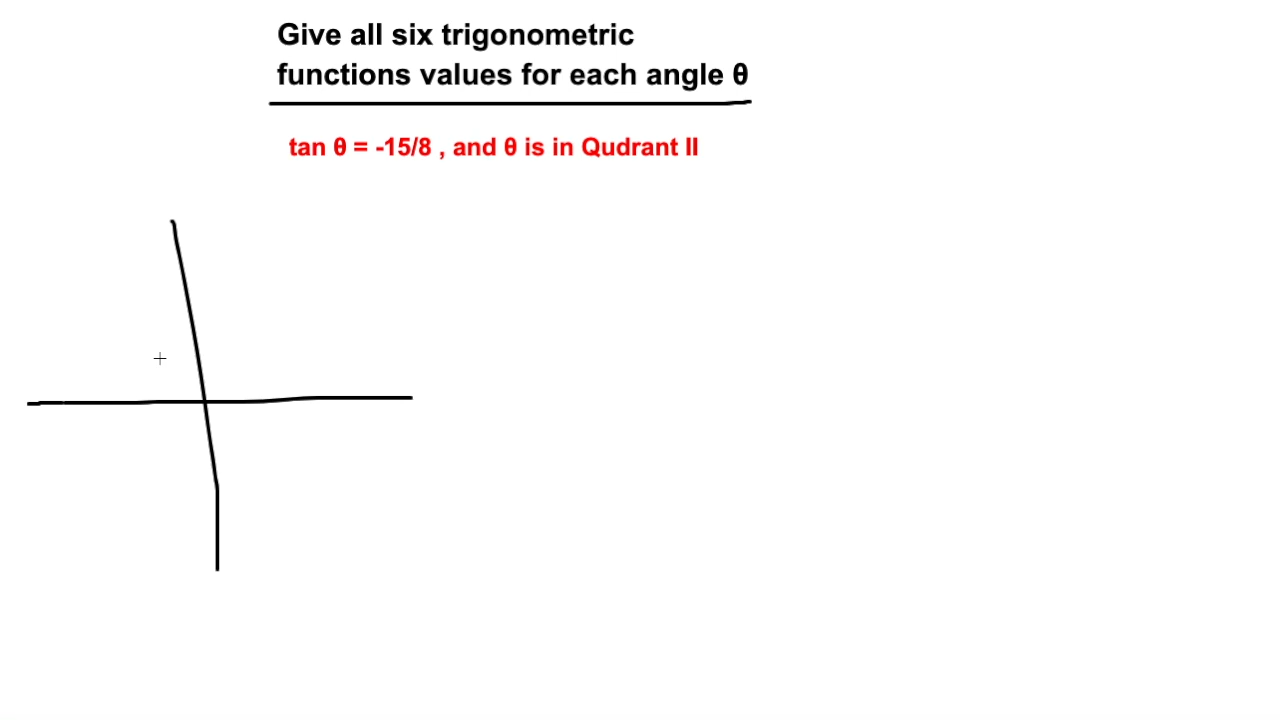 Give all six trigonometric
functions values for each angle θ
tan θ = -15/8 , and θ is in Qudrant II